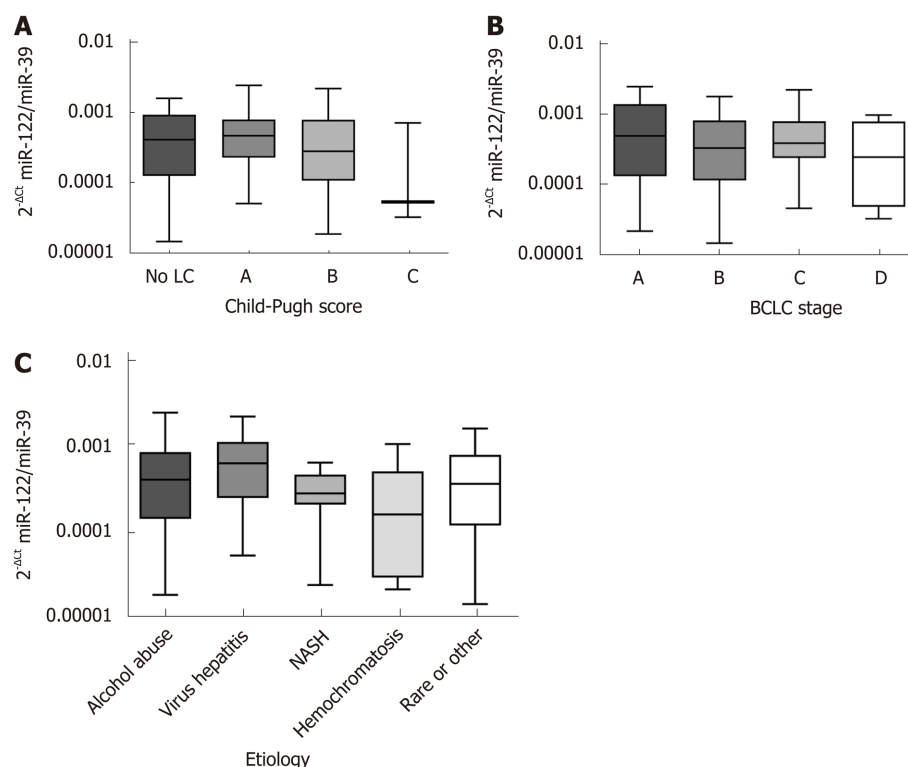 A
2-ΔCt miR-122/miR-39
0.01
0.001
0.0001
0.00001
No LC A B C
Child-Pugh score
B
2-ΔCt miR-122/miR-39
0.01
0.001
0.0001
0.00001
A B C D
BCLC stage
C
2-ΔCt miR-122/miR-39
0.01
0.001
0.0001
0.00001
Alcohol abuse
Virus hepatitis
NASH
Hemochromatosis
Rare or other
Etiology